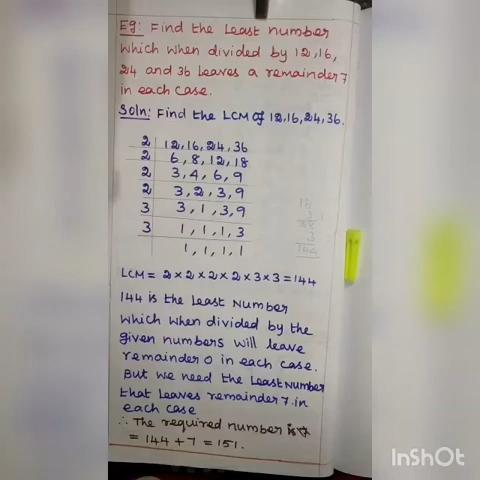 Eg: Find the Least number
which when divided by 12,16,
24 and 36 leaves a remainder 7
in each case.
Soln: Find the LCM of 12,16,24,36.
2 | 12,16,24,36
2 | 6,8,12,18
2 | 3,4,6,9
2 | 3,2,3,9
3 | 3,1,3,9
3 | 1,1,1,3
1,1,1,1
LCM = 2×2×2×2×3×3=144
144 is the Least Number
which when divided by the
given numbers will leave
remainder 0 in each case.
But we need the Least Number
that leaves remainder 7 in
each case
∴ The required number is
= 144 + 7 = 151.
InShOt